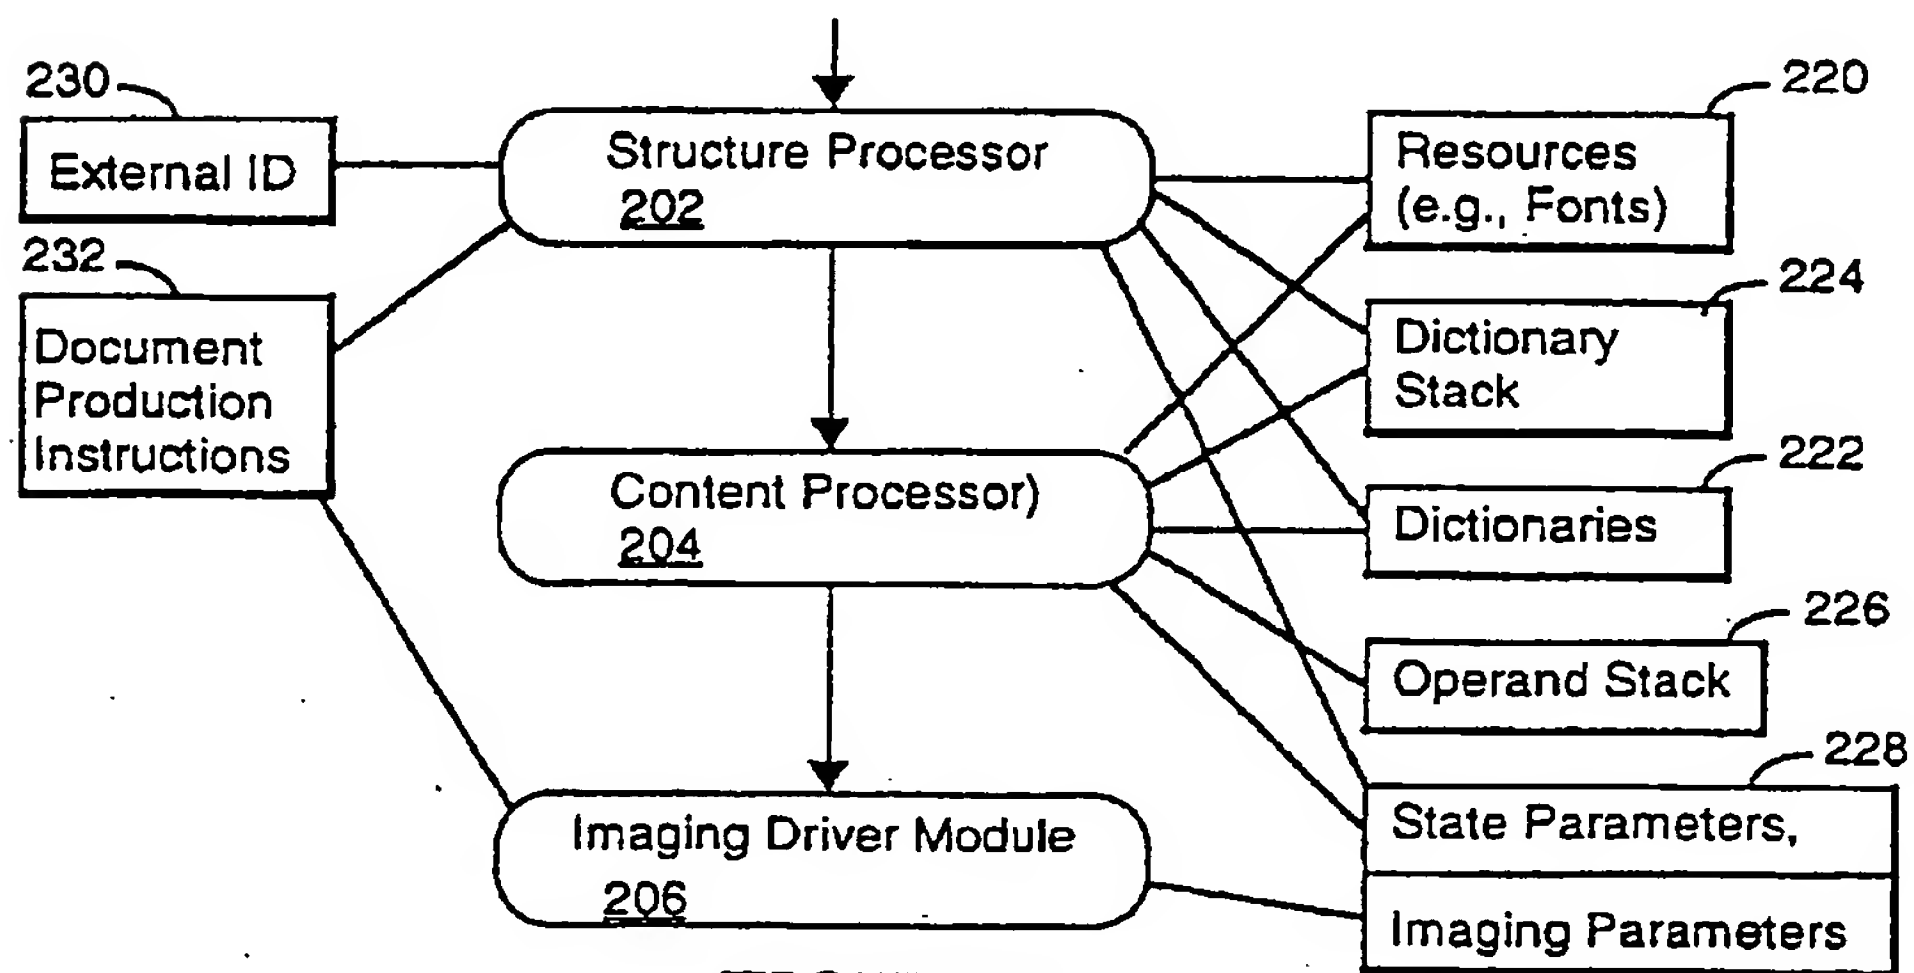 230
External ID
232
Document
Production
Instructions
Structure Processor
202
Content Processor)
204
Imaging Driver Module
206
220
Resources
(e.g., Fonts)
224
Dictionary
Stack
222
Dictionaries
226
Operand Stack
228
State Parameters,
Imaging Parameters